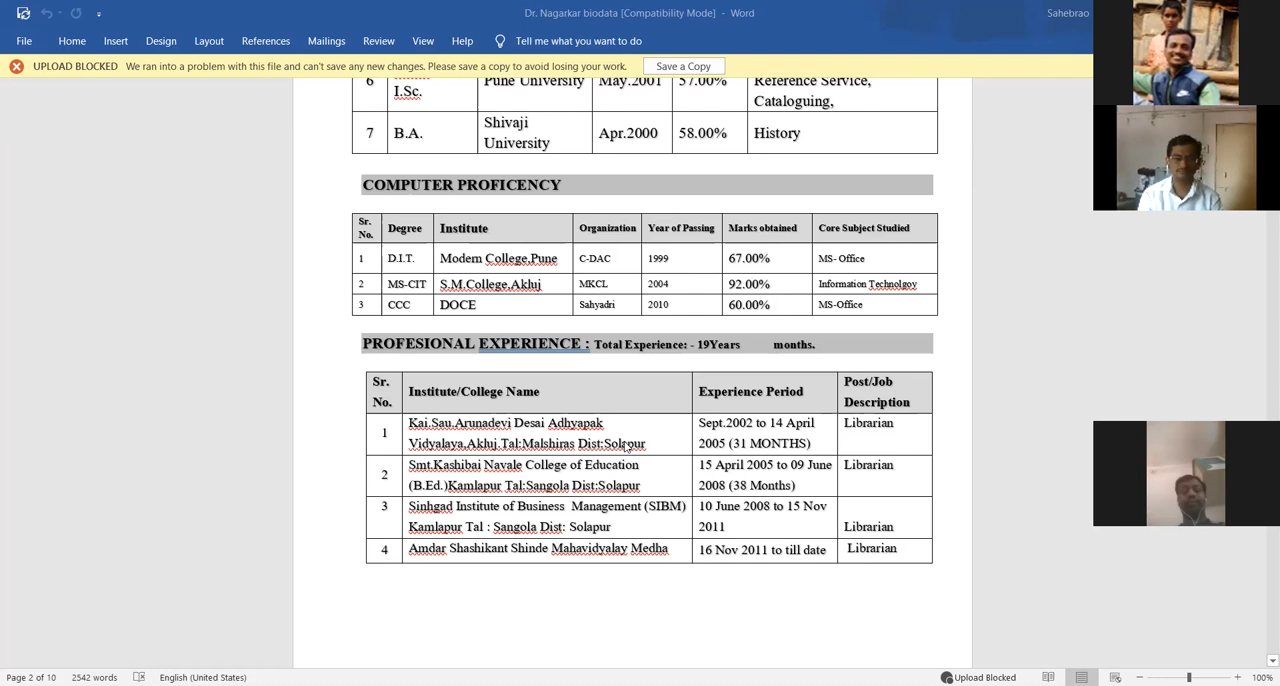 Dr. Nagarkar biodata [Compatibility Mode] - Word
Sahebrao
File Home Insert Design Layout References Mailings Review View Help Tell me what you want to do
UPLOAD BLOCKED We ran into a problem with this file and can't save any new changes. Please save a copy to avoid losing your work. Save a Copy
6 I.Sc. Pune University May.2001 57.00% Reference Service,
Cataloguing,
7 B.A. Shivaji University Apr.2000 58.00% History
COMPUTER PROFICENCY
Sr. No. Degree Institute Organization Year of Passing Marks obtained Core Subject Studied
1 D.I.T. Modern College,Pune C-DAC 1999 67.00% MS- Office
2 MS-CIT S.M.College,Akluj MKCL 2004 92.00% Information Technolgoy
3 CCC DOCE Sahyadri 2010 60.00% MS-Office
PROFESIONAL EXPERIENCE : Total Experience: - 19Years months.
Sr. No. Institute/College Name Experience Period Post/Job Description
1 Kai.Sau.Arunadevi Desai Adhyapak Sept.2002 to 14 April Librarian
Vidyalaya,Akluj.Tal:Malshiras Dist:Solapur 2005 (31 MONTHS)
2 Smt.Kashibai Navale College of Education 15 April 2005 to 09 June Librarian
(B.Ed.)Kamlapur Tal:Sangola Dist:Solapur 2008 (38 Months)
3 Sinhgad Institute of Business Management (SIBM) 10 June 2008 to 15 Nov
Kamlapur Tal : Sangola Dist: Solapur 2011 Librarian
4 Amdar Shashikant Shinde Mahavidyalay Medha 16 Nov 2011 to till date Librarian
Page 2 of 10 2542 words English (United States) Upload Blocked 100%